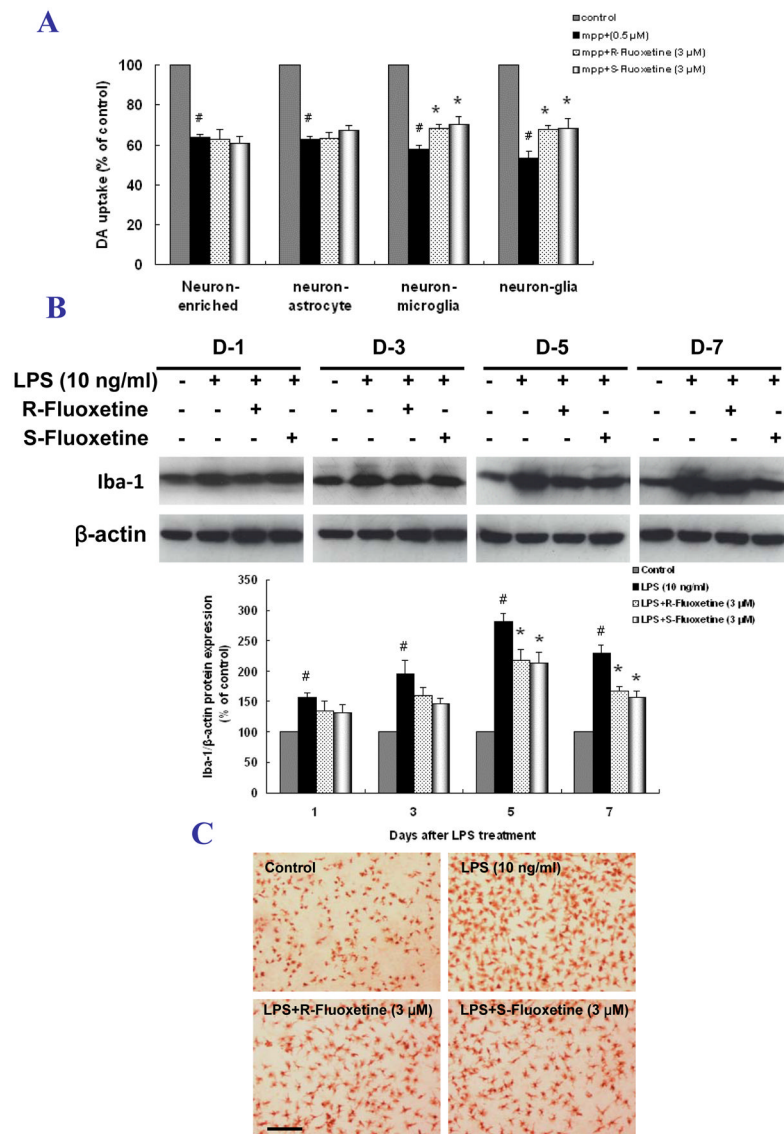 A
control
mpp+(0.5 µM)
mpp+R-Fluoxetine (3 µM)
mpp+S-Fluoxetine (3 µM)
DA uptake (% of control)
100
80
60
40
20
0
#
#
# * *
# * *
Neuron-
enriched
neuron-
astrocyte
neuron-
microglia
neuron-glia
B
D-1 D-3 D-5 D-7
LPS (10 ng/ml) - + + + - + + + - + + + - + + +
R-Fluoxetine - - + - - - + - - - + - - - + -
S-Fluoxetine - - - + - - - + - - - + - - - +
Iba-1
β-actin
Control
LPS (10 ng/ml)
LPS+R-Fluoxetine (3 µM)
LPS+S-Fluoxetine (3 µM)
Iba-1/β-actin protein expression
(% of control)
350
300
250
200
150
100
50
0
#
#
# * *
# * *
1 3 5 7
Days after LPS treatment
C
Control
LPS (10 ng/ml)
LPS+R-Fluoxetine (3 µM)
LPS+S-Fluoxetine (3 µM)